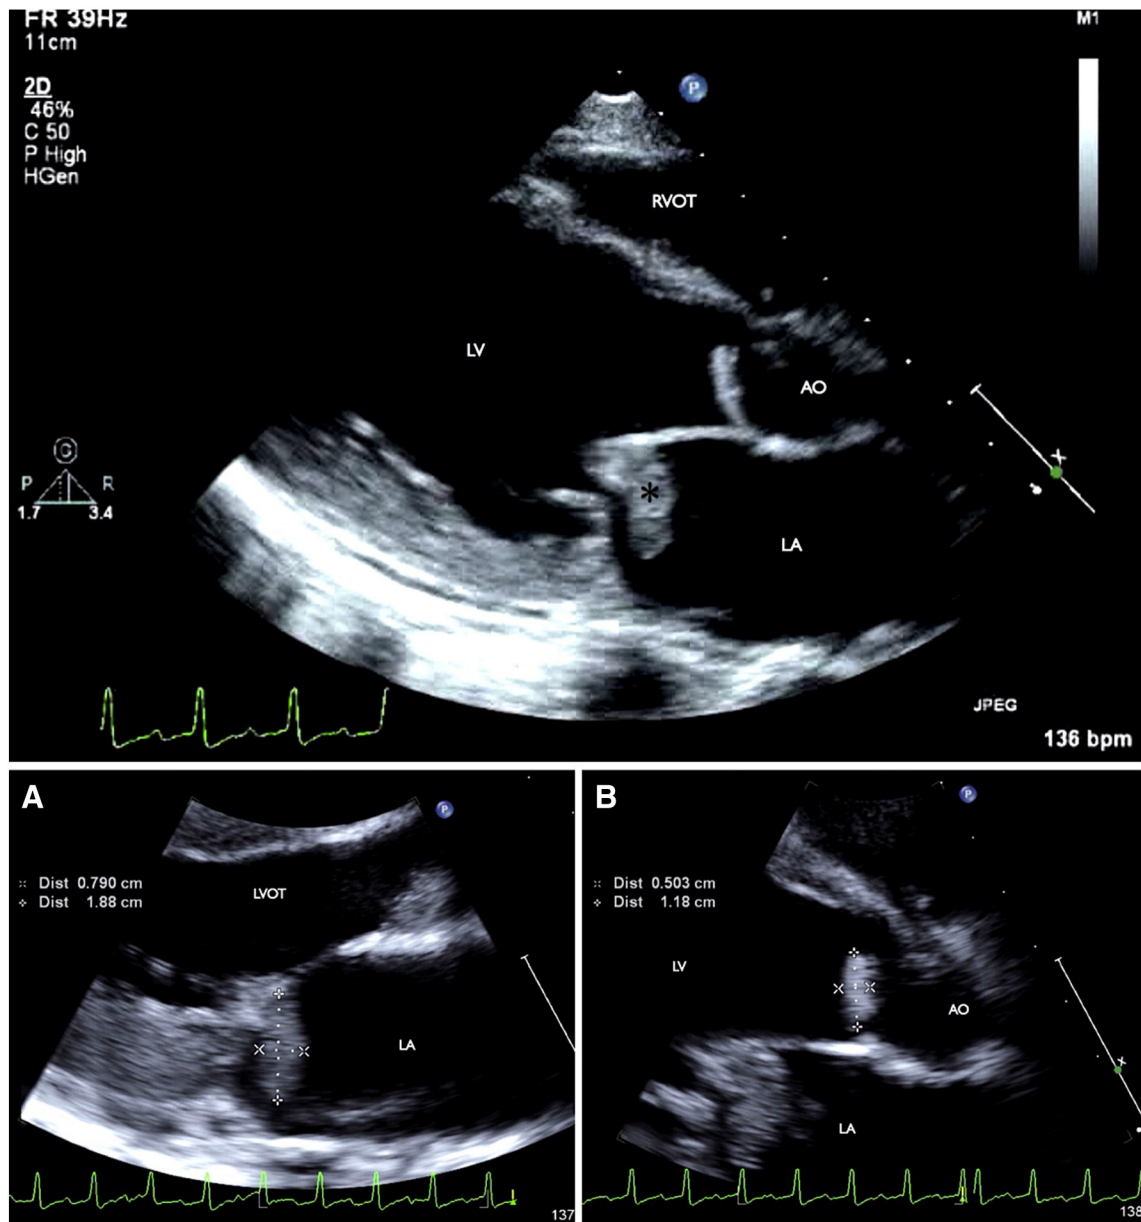 FR 39Hz
11cm
M1
2D
46%
C 50
P High
HGen
P
RVOT
LV
AO
G
P R
1.7 3.4
*
LA
x
JPEG
136 bpm
A
P
Dist 0.790 cm
Dist 1.88 cm
LVOT
LA
137
B
P
Dist 0.503 cm
Dist 1.18 cm
LV
AO
x
LA
138